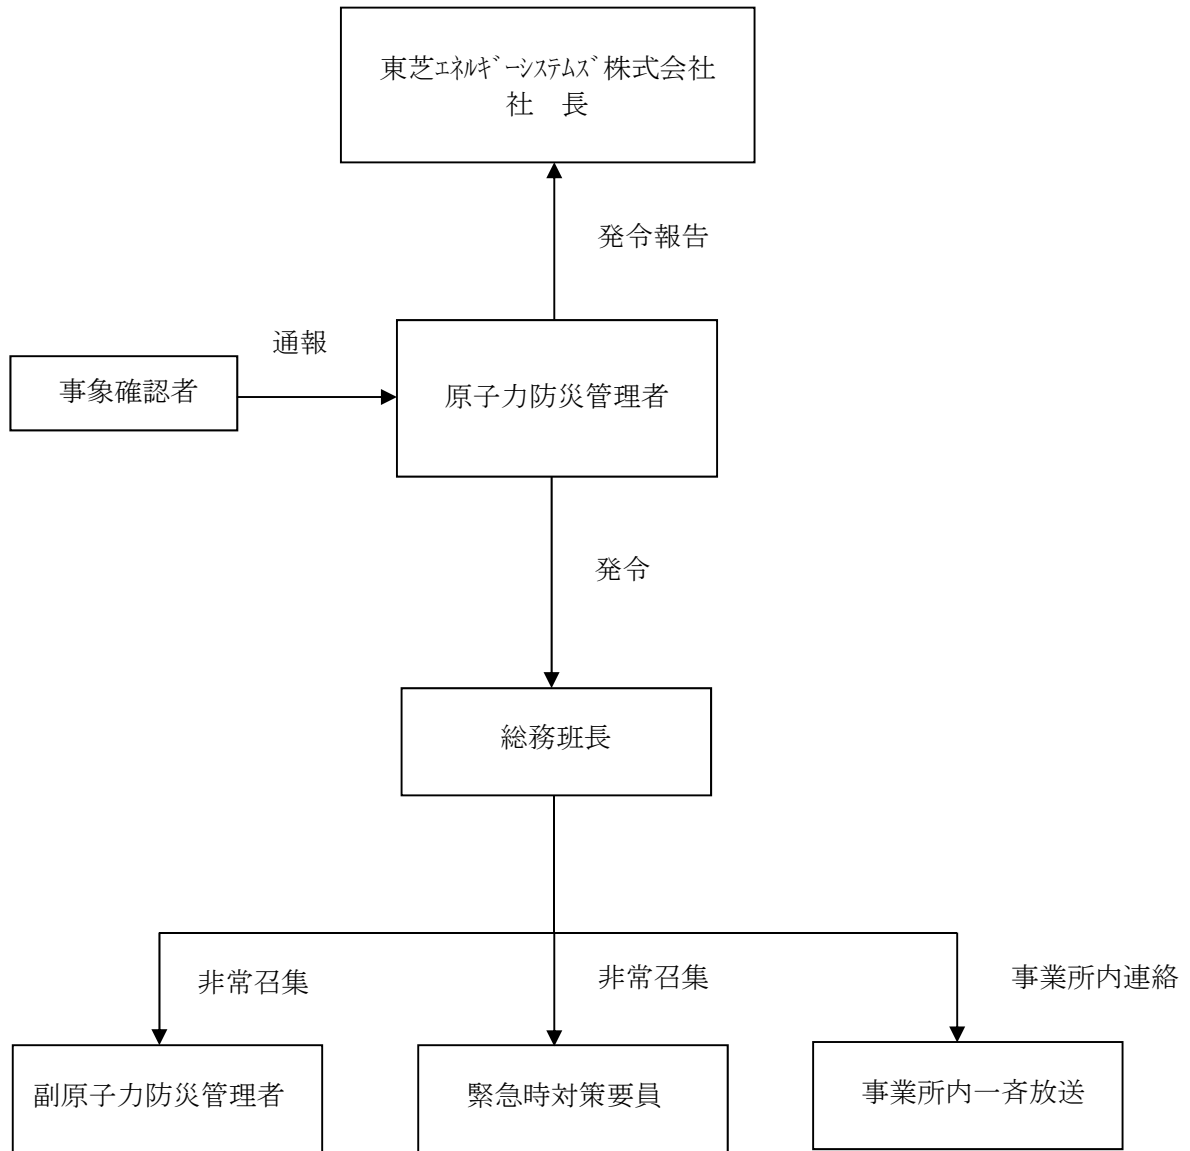 東芝ｴﾈﾙｷﾞｰｼｽﾃﾑｽﾞ株式会社
社　長
発令報告
通報
事象確認者
原子力防災管理者
発令
総務班長
非常召集
非常召集
事業所内連絡
副原子力防災管理者
緊急時対策要員
事業所内一斉放送